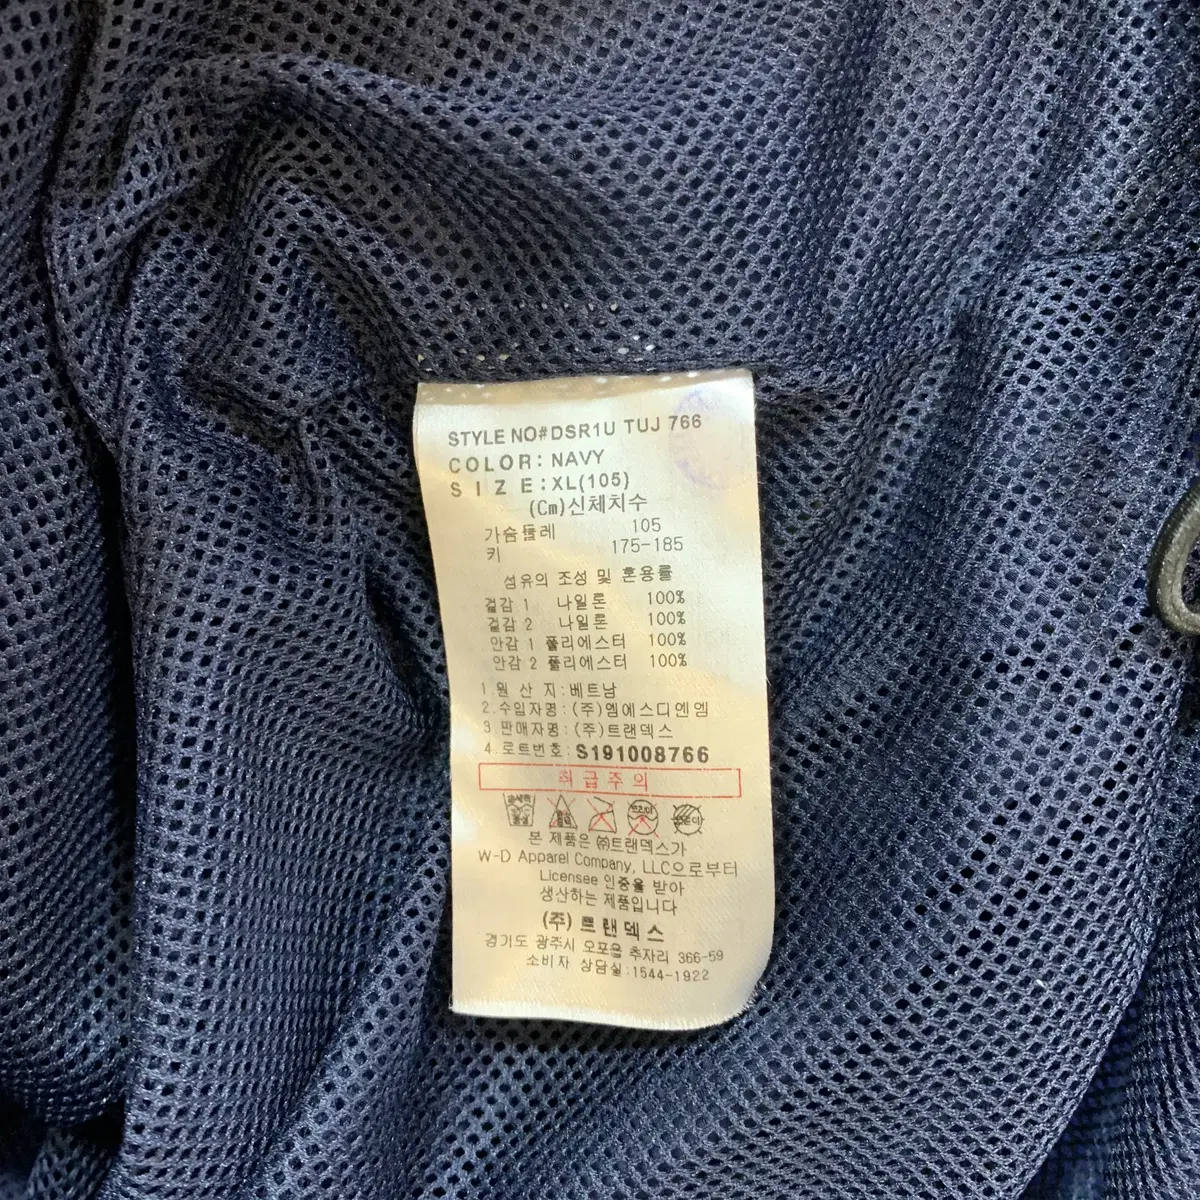 STYLE NO#DSR1U TUJ 766
COLOR: NAVY
SIZE: XL(105)
(Cm)신체치수
가슴둘레 105
키 175-185
섬유의 조성 및 혼용률
겉감 1 나일론 100%
겉감 2 나일론 100%
안감 1 폴리에스터 100%
안감 2 폴리에스터 100%
1.원 산 지:베트남
2.수입자명:(주)엠에스디엔엠
3.판매자명:(주)트랜덱스
4.로트번호:S191008766
취급주의
본 제품은 ㈜트랜덱스가
W-D Apparel Company, LLC으로부터
Licensee 인증을 받아
생산하는 제품입니다
(주)트랜덱스
경기도 광주시 오포읍 추자리 366-59
소비자 상담실:1544-1922